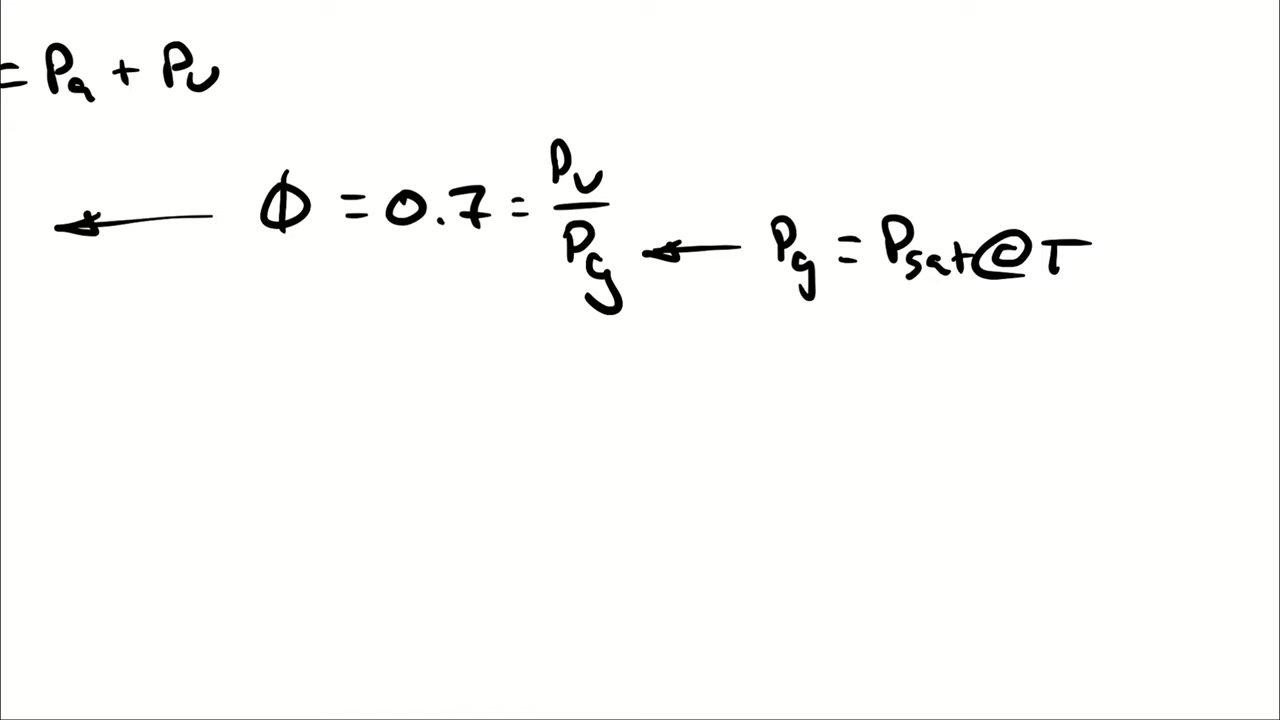 = Pa + Pv
ϕ = 0.7 = Pv / Pg ← Pg = Psat@T